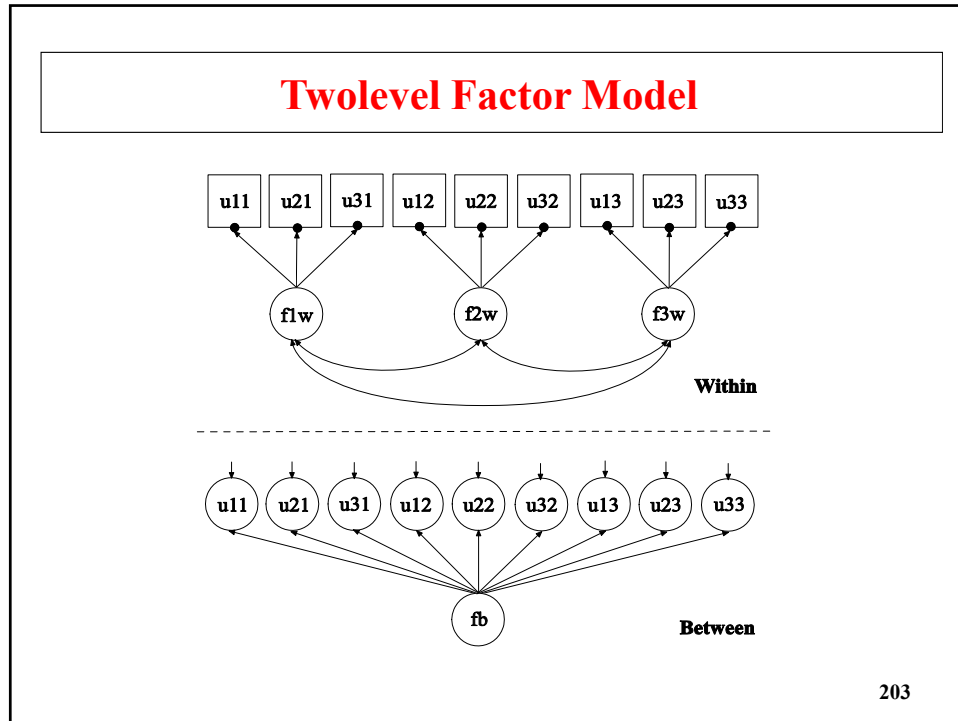 Twolevel Factor Model
u11 u21 u31 u12 u22 u32 u13 u23 u33
f1w f2w f3w
Within
u11 u21 u31 u12 u22 u32 u13 u23 u33
fb
Between
203